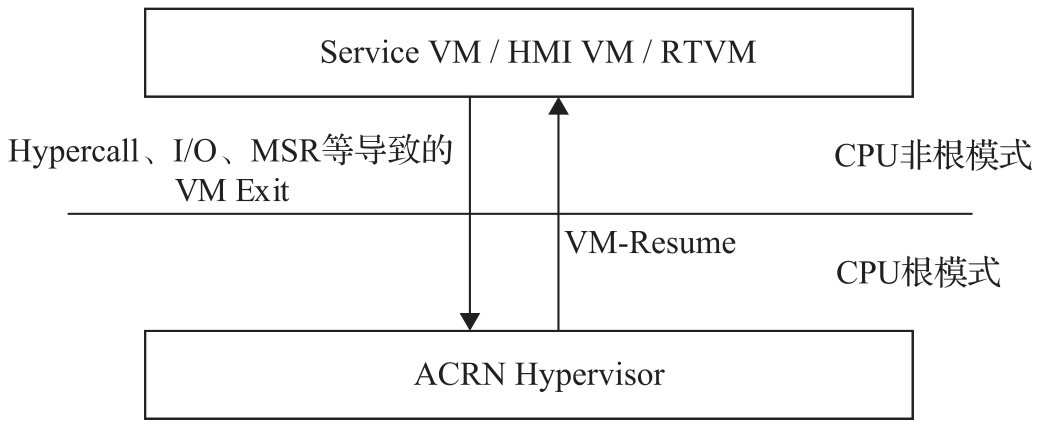 Service VM / HMI VM / RTVM
Hypercall、I/O、MSR等导致的
VM Exit
CPU非根模式
VM-Resume
CPU根模式
ACRN Hypervisor